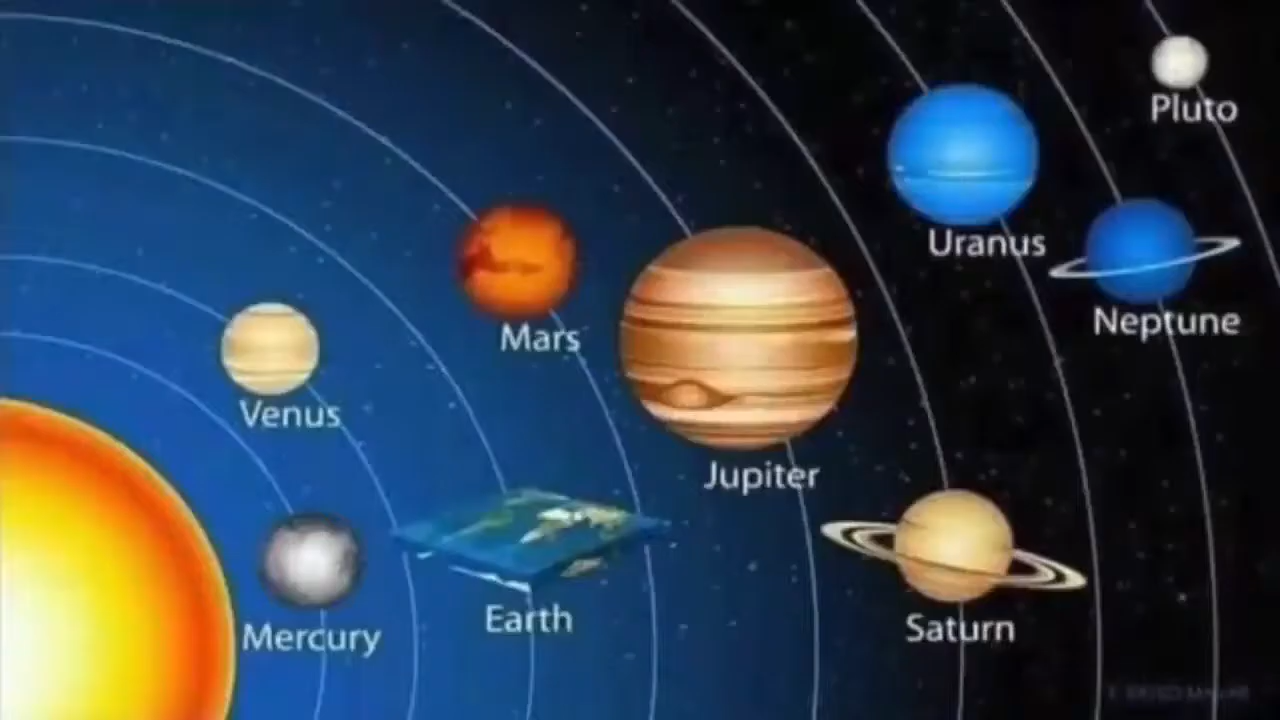 Pluto
Uranus
Neptune
Mars
Venus
Jupiter
Earth
Saturn
Mercury